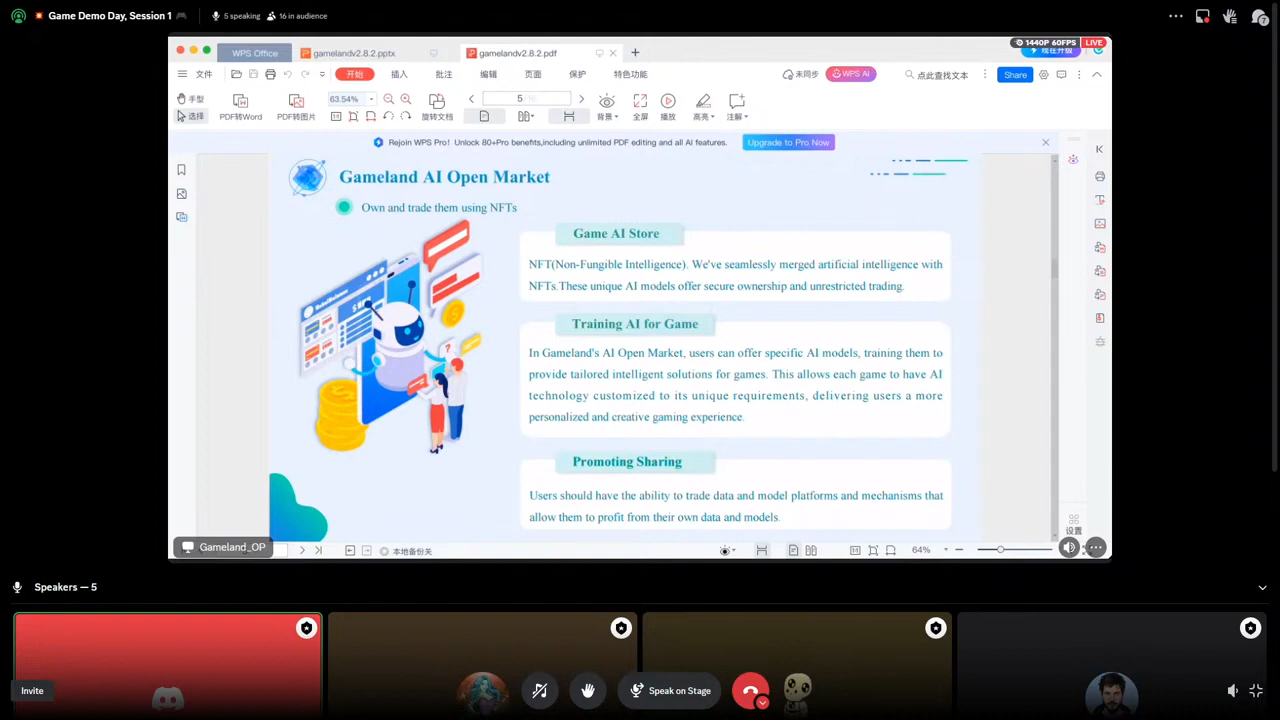 Game Demo Day, Session 1
5 speaking
16 in audience
7
1440P 60FPS LIVE
WPS Office
gamelandv2.8.2.pptx
gamelandv2.8.2.pdf
现在升级
文件
开始
插入
批注
编辑
页面
保护
特色功能
未同步
WPS AI
点此查找文本
Share
手型
选择
PDF转Word
PDF转图片
63.54%
旋转文档
5
背景
全屏
播放
高亮
注解
Rejoin WPS Pro! Unlock 80+Pro benefits,including unlimited PDF editing and all AI features.
Upgrade to Pro Now
Gameland AI Open Market
Own and trade them using NFTs
Game AI Store
NFT(Non-Fungible Intelligence). We've seamlessly merged artificial intelligence with
NFTs.These unique AI models offer secure ownership and unrestricted trading.
Training AI for Game
In Gameland's AI Open Market, users can offer specific AI models, training them to
provide tailored intelligent solutions for games. This allows each game to have AI
technology customized to its unique requirements, delivering users a more
personalized and creative gaming experience.
Promoting Sharing
Users should have the ability to trade data and model platforms and mechanisms that
allow them to profit from their own data and models.
设置
Gameland_OP
本地备份关
64%
Speakers — 5
Invite
Speak on Stage